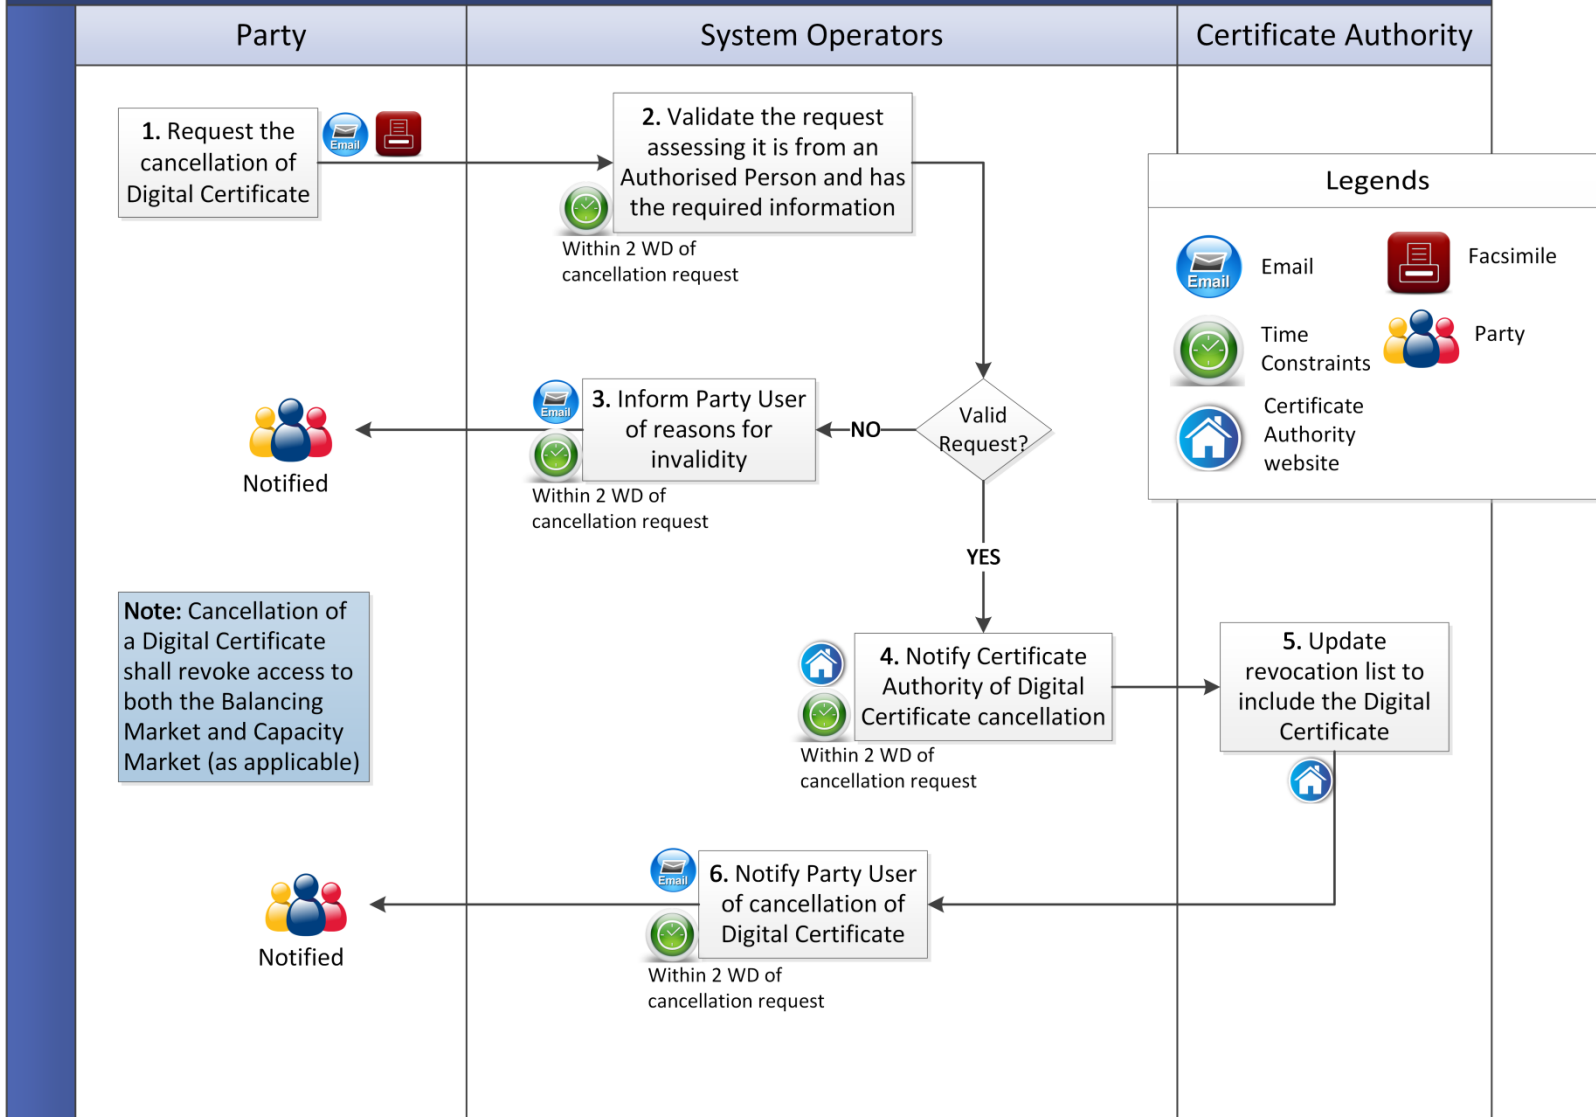 Party
System Operators
Certificate Authority
1. Request the
cancellation of
Digital Certificate
Email
2. Validate the request
assessing it is from an
Authorised Person and has
the required information
Within 2 WD of
cancellation request
Legends
Email
Email
Facsimile
Time
Constraints
Party
Certificate
Authority
website
Valid
Request?
NO
Email
3. Inform Party User
of reasons for
invalidity
Within 2 WD of
cancellation request
Notified
YES
Note: Cancellation of
a Digital Certificate
shall revoke access to
both the Balancing
Market and Capacity
Market (as applicable)
4. Notify Certificate
Authority of Digital
Certificate cancellation
Within 2 WD of
cancellation request
5. Update
revocation list to
include the Digital
Certificate
Email
6. Notify Party User
of cancellation of
Digital Certificate
Within 2 WD of
cancellation request
Notified